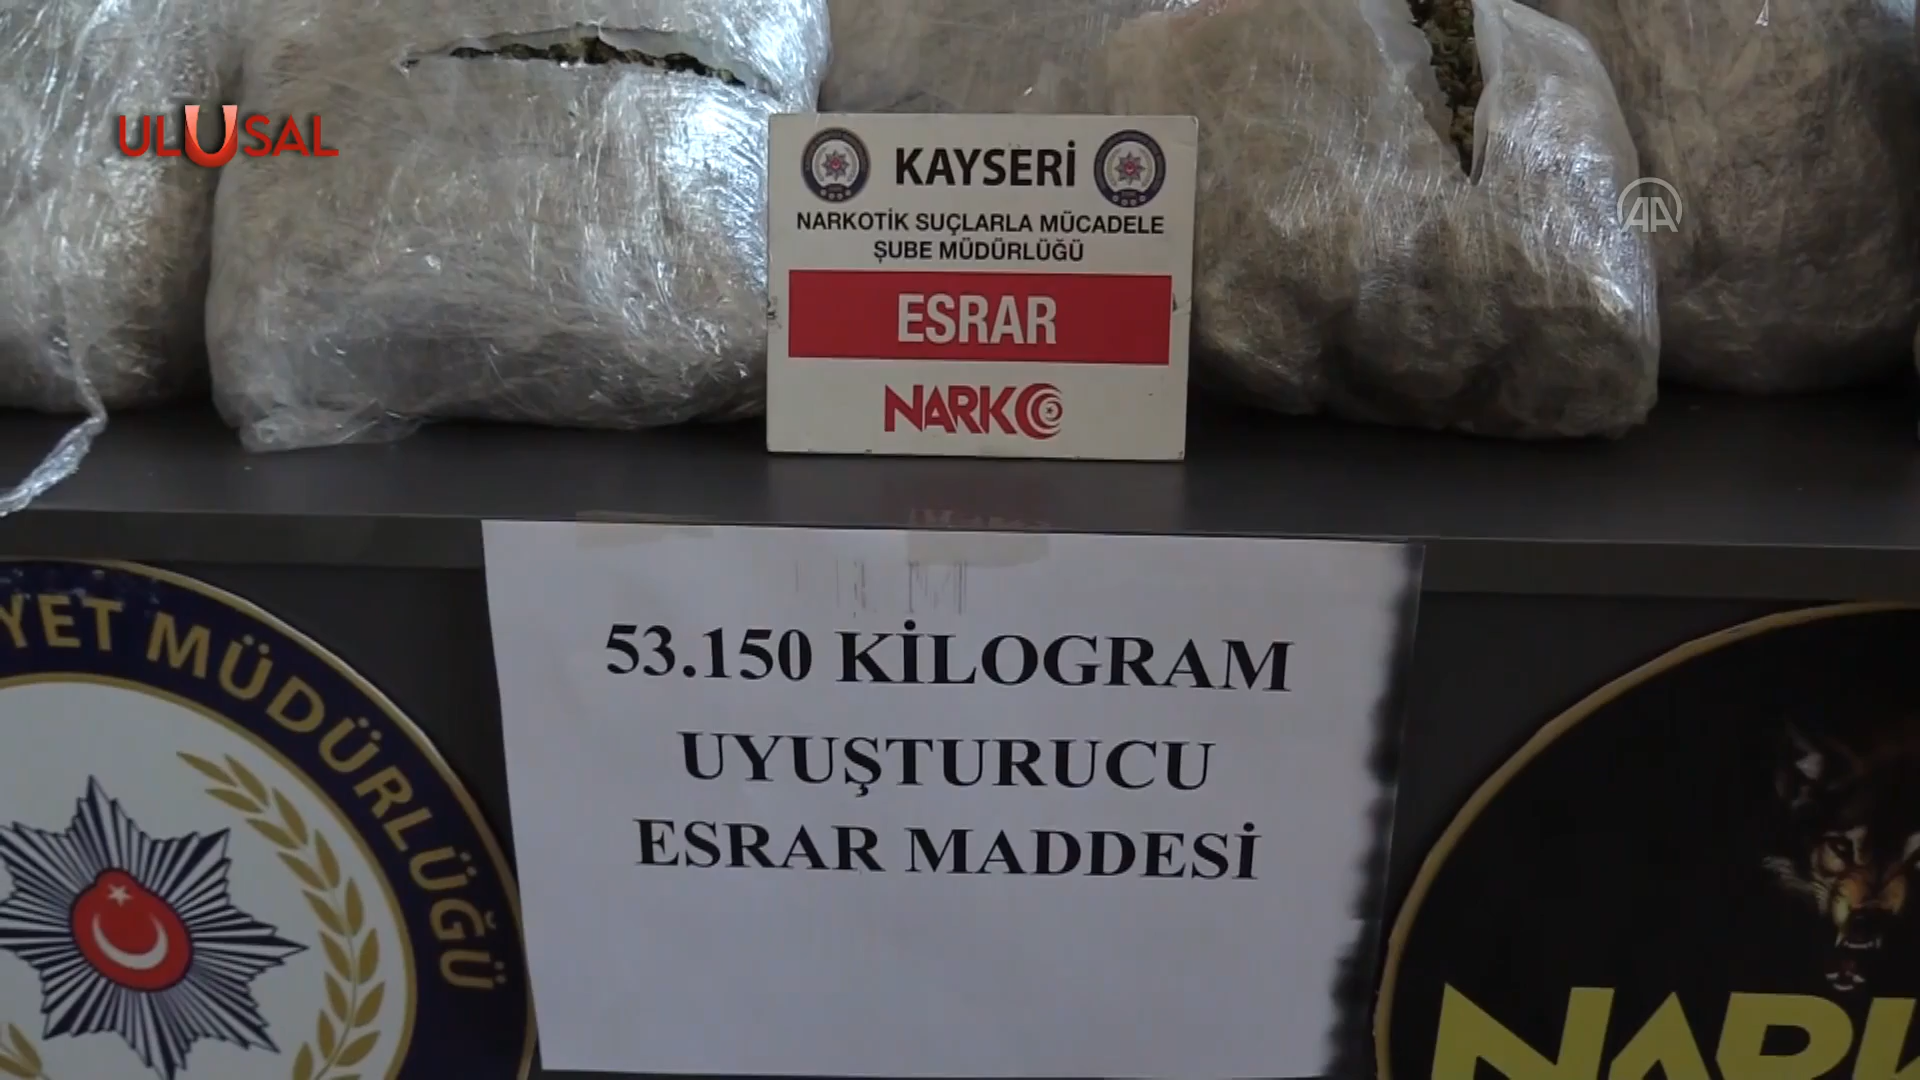 ULUSAL
KAYSERİ
NARKOTİK SUÇLARLA MÜCADELE
ŞUBE MÜDÜRLÜĞÜ
ESRAR
NARKO
AA
53.150 KİLOGRAM
UYUŞTURUCU
ESRAR MADDESİ
YET MÜDÜRLÜĞÜ
NARK